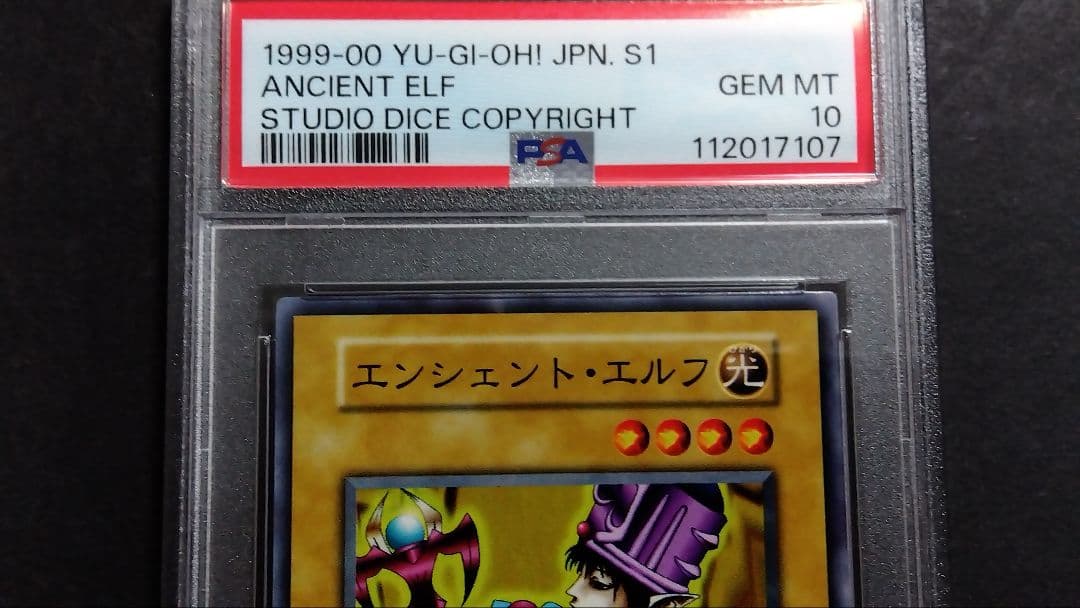 1999-00 YU-GI-OH! JPN. S1
ANCIENT ELF GEM MT
STUDIO DICE COPYRIGHT 10
PSA 112017107
エンシェント・エルフ 光